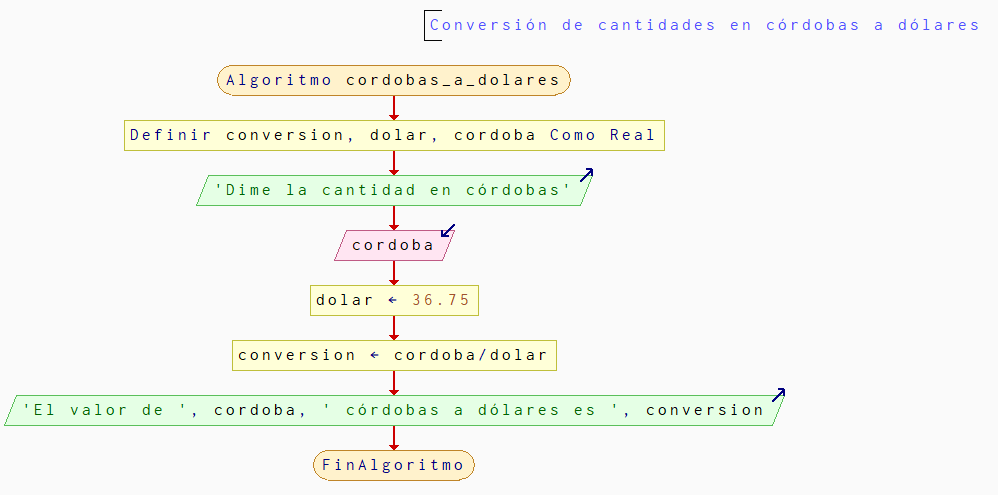 Conversión de cantidades en córdobas a dólares
Algoritmo cordobas_a_dolares
Definir conversion, dolar, cordoba Como Real
'Dime la cantidad en córdobas'
cordoba
dolar ← 36.75
conversion ← cordoba/dolar
'El valor de ', cordoba, ' córdobas a dólares es ', conversion
FinAlgoritmo